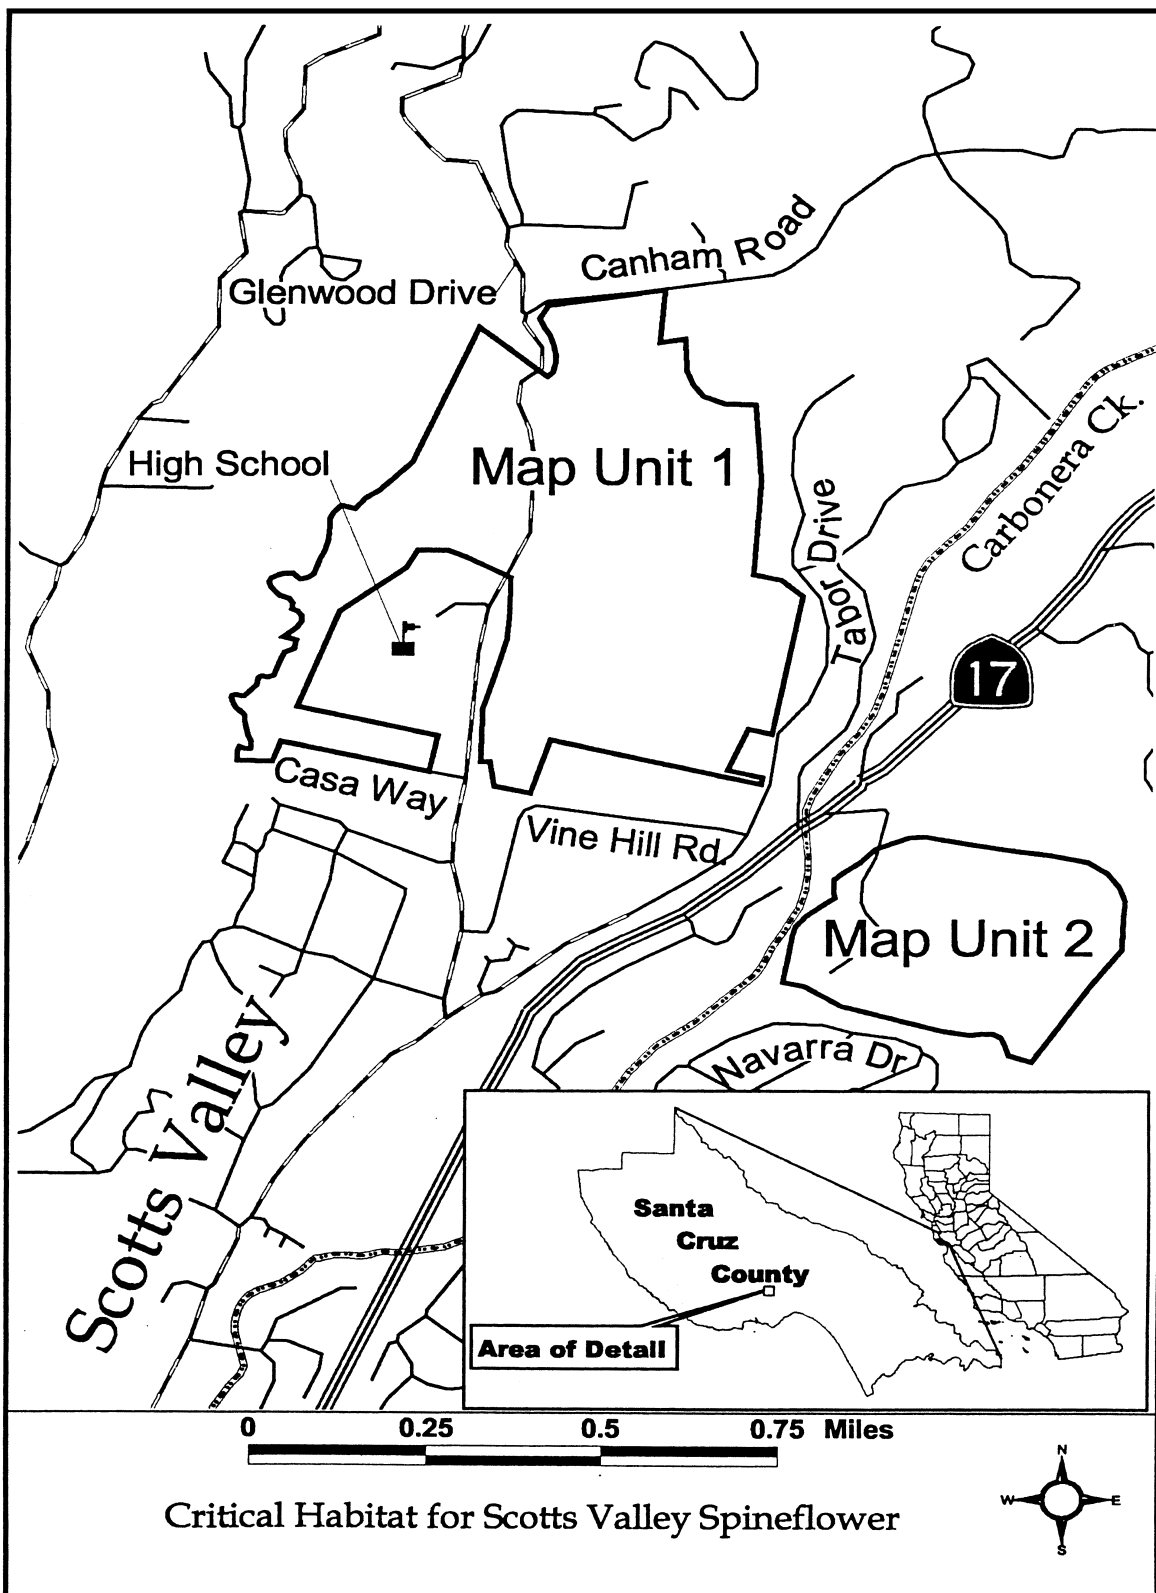 Canham Road
Glenwood Drive
High School
Map Unit 1
Carbonera Ck.
Tabor Drive
17
Casa Way
Vine Hill Rd.
Map Unit 2
Scotts Valley
Navarra Dr
Santa
Cruz
County
Area of Detail
0 0.25 0.5 0.75 Miles
N
W E
S
Critical Habitat for Scotts Valley Spineflower